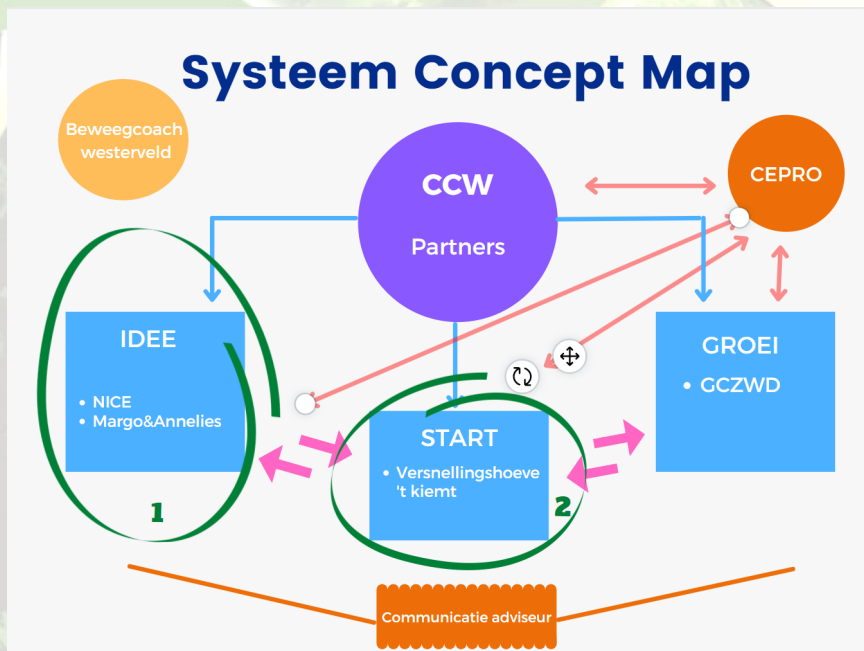 Systeem Concept Map
Beweegcoach
westerveld
CCW
Partners
CEPRO
IDEE
• NICE
• Margo&Annelies
1
START
• Versnellingshoeve
't kiemt
2
GROEI
• GCZWD
Communicatie adviseur